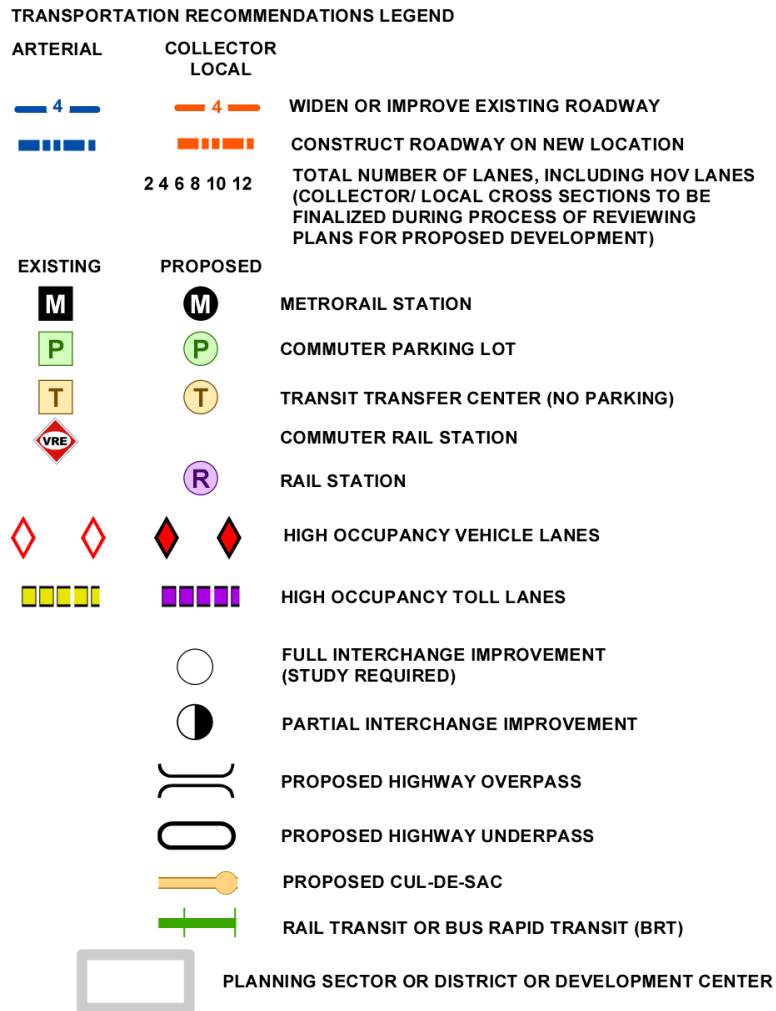 TRANSPORTATION RECOMMENDATIONS LEGEND
ARTERIAL
COLLECTOR
LOCAL
4 4 WIDEN OR IMPROVE EXISTING ROADWAY
CONSTRUCT ROADWAY ON NEW LOCATION
2 4 6 8 10 12 TOTAL NUMBER OF LANES, INCLUDING HOV LANES
(COLLECTOR/ LOCAL CROSS SECTIONS TO BE
FINALIZED DURING PROCESS OF REVIEWING
PLANS FOR PROPOSED DEVELOPMENT)
EXISTING PROPOSED
M M METRORAIL STATION
P P COMMUTER PARKING LOT
T T TRANSIT TRANSFER CENTER (NO PARKING)
VRE COMMUTER RAIL STATION
R RAIL STATION
HIGH OCCUPANCY VEHICLE LANES
HIGH OCCUPANCY TOLL LANES
FULL INTERCHANGE IMPROVEMENT
(STUDY REQUIRED)
PARTIAL INTERCHANGE IMPROVEMENT
PROPOSED HIGHWAY OVERPASS
PROPOSED HIGHWAY UNDERPASS
PROPOSED CUL-DE-SAC
RAIL TRANSIT OR BUS RAPID TRANSIT (BRT)
PLANNING SECTOR OR DISTRICT OR DEVELOPMENT CENTER